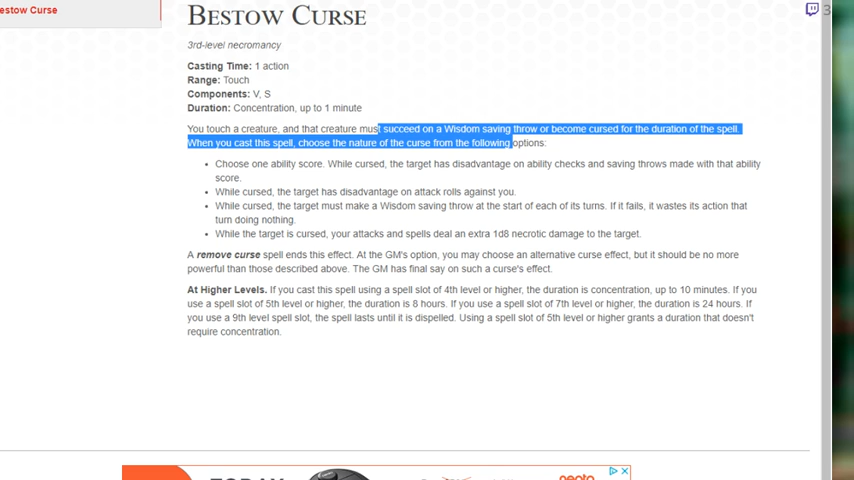 estow Curse
BESTOW CURSE
3
3rd-level necromancy
Casting Time: 1 action
Range: Touch
Components: V, S
Duration: Concentration, up to 1 minute
You touch a creature, and that creature must succeed on a Wisdom saving throw or become cursed for the duration of the spell.
When you cast this spell, choose the nature of the curse from the following options:
• Choose one ability score. While cursed, the target has disadvantage on ability checks and saving throws made with that ability
score.
• While cursed, the target has disadvantage on attack rolls against you.
• While cursed, the target must make a Wisdom saving throw at the start of each of its turns. If it fails, it wastes its action that
turn doing nothing.
• While the target is cursed, your attacks and spells deal an extra 1d8 necrotic damage to the target.
A remove curse spell ends this effect. At the GM's option, you may choose an alternative curse effect, but it should be no more
powerful than those described above. The GM has final say on such a curse's effect.
At Higher Levels. If you cast this spell using a spell slot of 4th level or higher, the duration is concentration, up to 10 minutes. If you
use a spell slot of 5th level or higher, the duration is 8 hours. If you use a spell slot of 7th level or higher, the duration is 24 hours. If
you use a 9th level spell slot, the spell lasts until it is dispelled. Using a spell slot of 5th level or higher grants a duration that doesn't
require concentration.
TODAY
neato